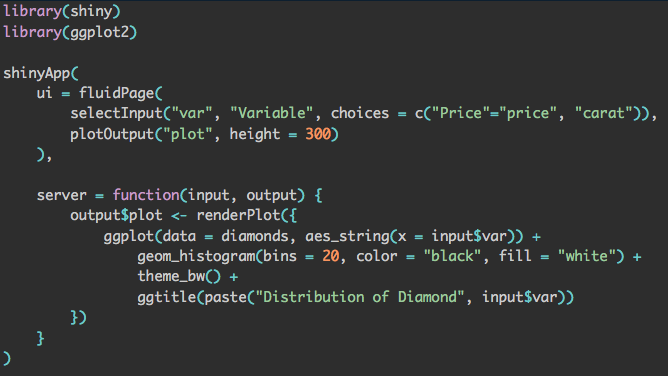 library(shiny)
library(ggplot2)

shinyApp(
    ui = fluidPage(
        selectInput("var", "Variable", choices = c("Price"="price", "carat")),
        plotOutput("plot", height = 300)
    ),

    server = function(input, output) {
        output$plot <- renderPlot({
            ggplot(data = diamonds, aes_string(x = input$var)) +
                geom_histogram(bins = 20, color = "black", fill = "white") +
                theme_bw() +
                ggtitle(paste("Distribution of Diamond", input$var))
        })
    }
)